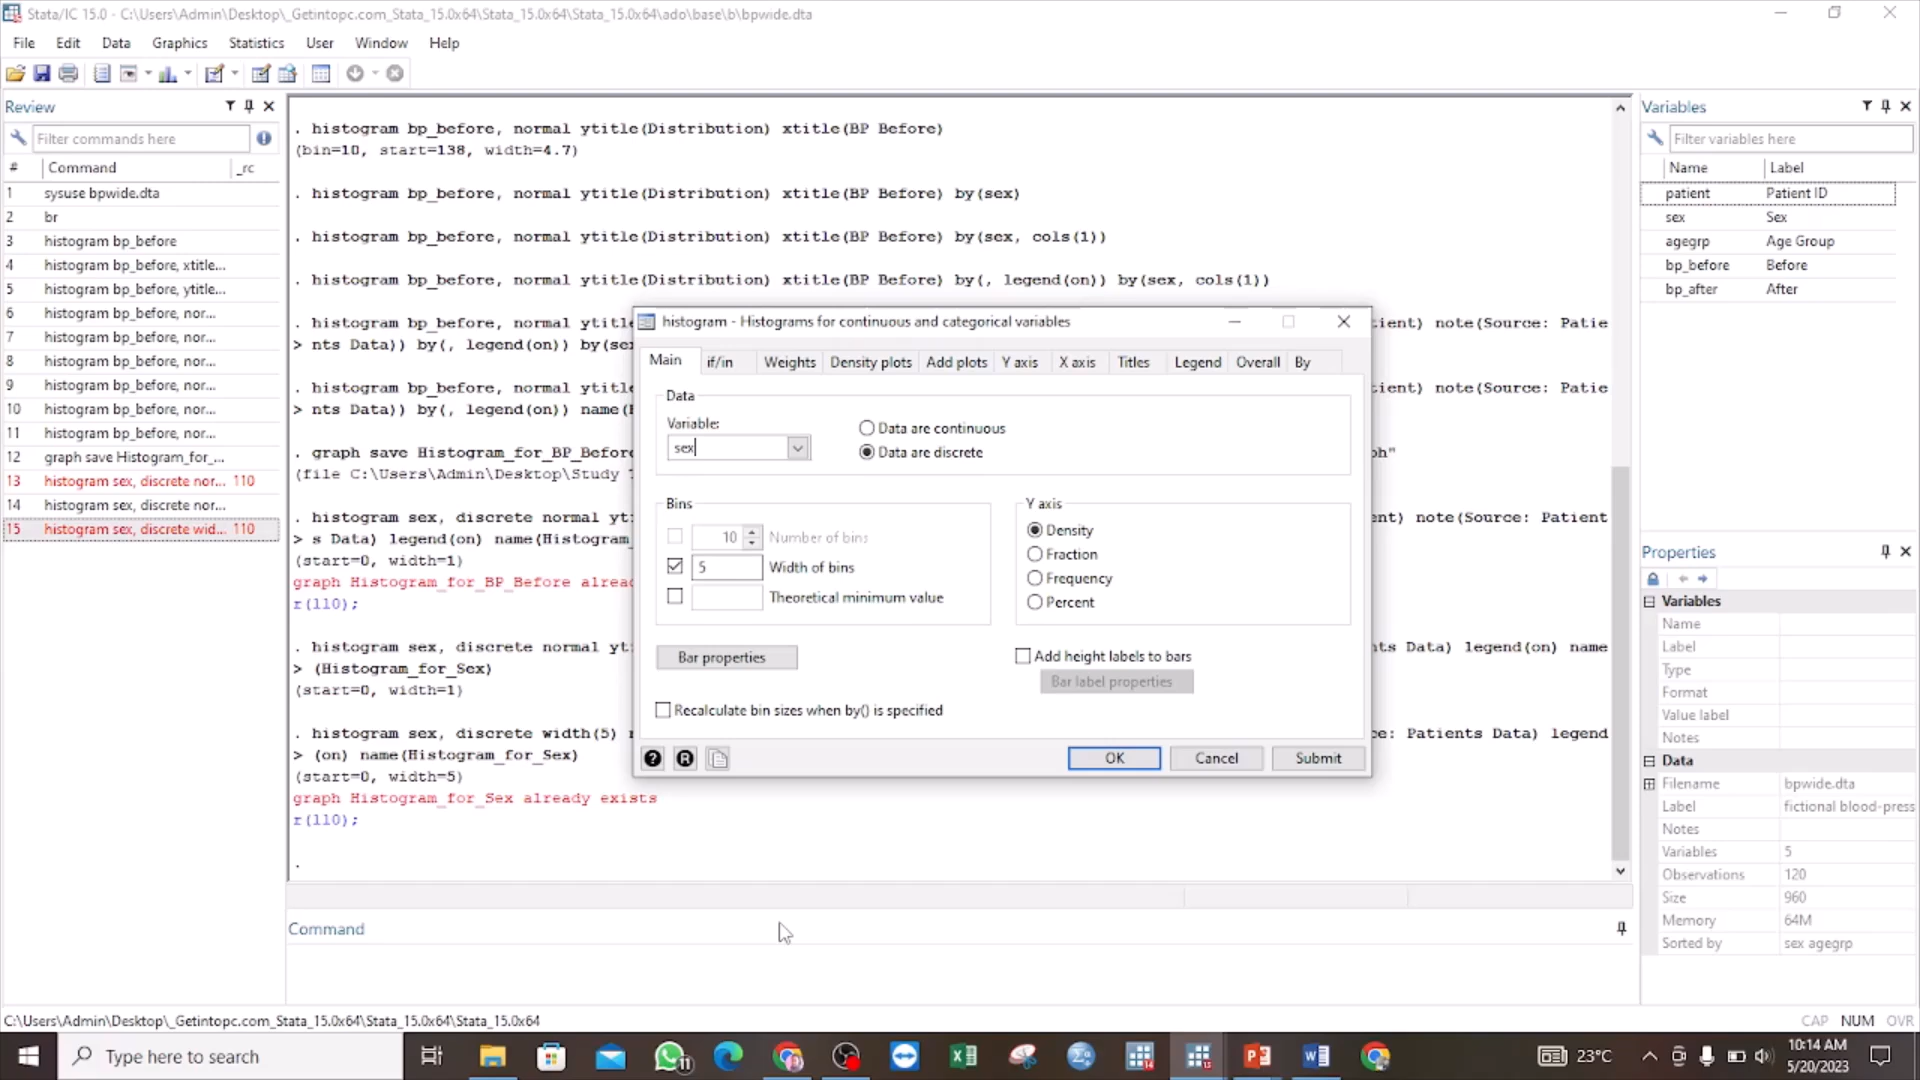 Stata/IC 15.0 - C:\Users\Admin\Desktop\_Getintopc.com_Stata_15.0x64\Stata_15.0x64\Stata_15.0x64\ado\base\b\bpwide.dta
File Edit Data Graphics Statistics User Window Help
Review
Filter commands here
# Command _rc
1 sysuse bpwide.dta
2 br
3 histogram bp_before
4 histogram bp_before, xtitle...
5 histogram bp_before, ytitle...
6 histogram bp_before, nor...
7 histogram bp_before, nor...
8 histogram bp_before, nor...
9 histogram bp_before, nor...
10 histogram bp_before, nor...
11 histogram bp_before, nor...
12 graph save Histogram_for_...
13 histogram sex, discrete nor... 110
14 histogram sex, discrete nor...
15 histogram sex, discrete wid... 110
. histogram bp_before, normal ytitle(Distribution) xtitle(BP Before)
(bin=10, start=138, width=4.7)
. histogram bp_before, normal ytitle(Distribution) xtitle(BP Before) by(sex)
. histogram bp_before, normal ytitle(Distribution) xtitle(BP Before) by(sex, cols(1))
. histogram bp_before, normal ytitle(Distribution) xtitle(BP Before) by(, legend(on)) by(sex, cols(1))
. histogram bp_before, normal ytitle ient) note(Source: Patie
> nts Data)) by(, legend(on)) by(sex
. histogram bp_before, normal ytitle ient) note(Source: Patie
> nts Data)) by(, legend(on)) name(
. graph save Histogram_for_BP_Before ph"
(file C:\Users\Admin\Desktop\Study
. histogram sex, discrete normal yti ent) note(Source: Patient
> s Data) legend(on) name(Histogram_
(start=0, width=1)
graph Histogram_for_BP_Before alrea
r(110);
. histogram sex, discrete normal yti ts Data) legend(on) name
> (Histogram_for_Sex)
(start=0, width=1)
. histogram sex, discrete width(5) ce: Patients Data) legend
> (on) name(Histogram_for_Sex)
(start=0, width=5)
graph Histogram_for_Sex already exists
r(110);
.
histogram - Histograms for continuous and categorical variables
Main if/in Weights Density plots Add plots Y axis X axis Titles Legend Overall By
Data
Variable:
sex
Data are continuous
Data are discrete
Bins
10 Number of bins
5 Width of bins
Theoretical minimum value
Y axis
Density
Fraction
Frequency
Percent
Bar properties
Add height labels to bars
Bar label properties
Recalculate bin sizes when by() is specified
OK Cancel Submit
Command
Variables
Filter variables here
Name Label
patient Patient ID
sex Sex
agegrp Age Group
bp_before Before
bp_after After
Properties
Variables
Name
Label
Type
Format
Value label
Notes
Data
Filename bpwide.dta
Label fictional blood-press
Notes
Variables 5
Observations 120
Size 960
Memory 64M
Sorted by sex agegrp
C:\Users\Admin\Desktop\_Getintopc.com_Stata_15.0x64\Stata_15.0x64\Stata_15.0x64
CAP NUM OVR
Type here to search
11
23°C
10:14 AM
5/20/2023